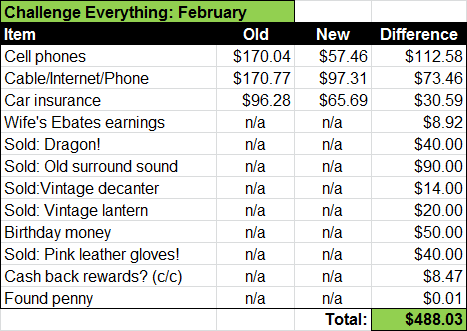 Challenge Everything: February
Item Old New Difference
Cell phones $170.04 $57.46 $112.58
Cable/Internet/Phone $170.77 $97.31 $73.46
Car insurance $96.28 $65.69 $30.59
Wife's Ebates earnings n/a n/a $8.92
Sold: Dragon! n/a n/a $40.00
Sold: Old surround sound n/a n/a $90.00
Sold:Vintage decanter n/a n/a $14.00
Sold: Vintage lantern n/a n/a $20.00
Birthday money n/a n/a $50.00
Sold: Pink leather gloves! n/a n/a $40.00
Cash back rewards? (c/c) n/a n/a $8.47
Found penny n/a n/a $0.01
Total: $488.03